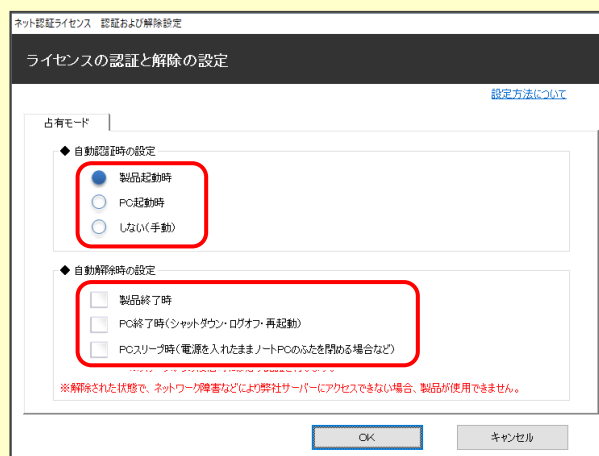 ネット認証ライセンス 認証および解除設定
ライセンスの認証と解除の設定
設定方法について
占有モード
◆ 自動認証時の設定
製品起動時
PC起動時
しない(手動)
◆ 自動解除時の設定
製品終了時
PC終了時(シャットダウン・ログオフ・再起動)
PCスリープ時(電源を入れたままノートPCのふたを閉める場合など)
※解除された状態で、ネットワーク障害などにより弊社サーバーにアクセスできない場合、製品が使用できません。
OK
キャンセル